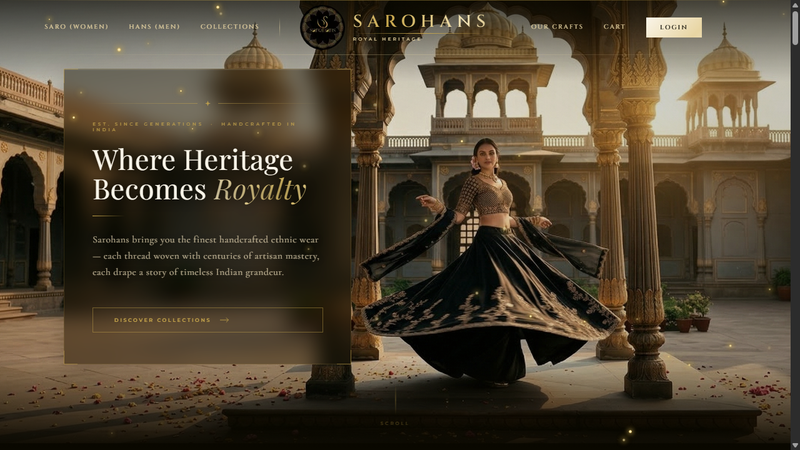 SARO (WOMEN)
HANS (MEN)
COLLECTIONS
SAROHANS
ROYAL HERITAGE
OUR CRAFTS
CART
LOGIN
EST. SINCE GENERATIONS HANDCRAFTED IN
INDIA
Where Heritage
Becomes Royalty
Sarohans brings you the finest handcrafted ethnic wear
— each thread woven with centuries of artisan mastery,
each drape a story of timeless Indian grandeur.
DISCOVER COLLECTIONS →
SCROLL